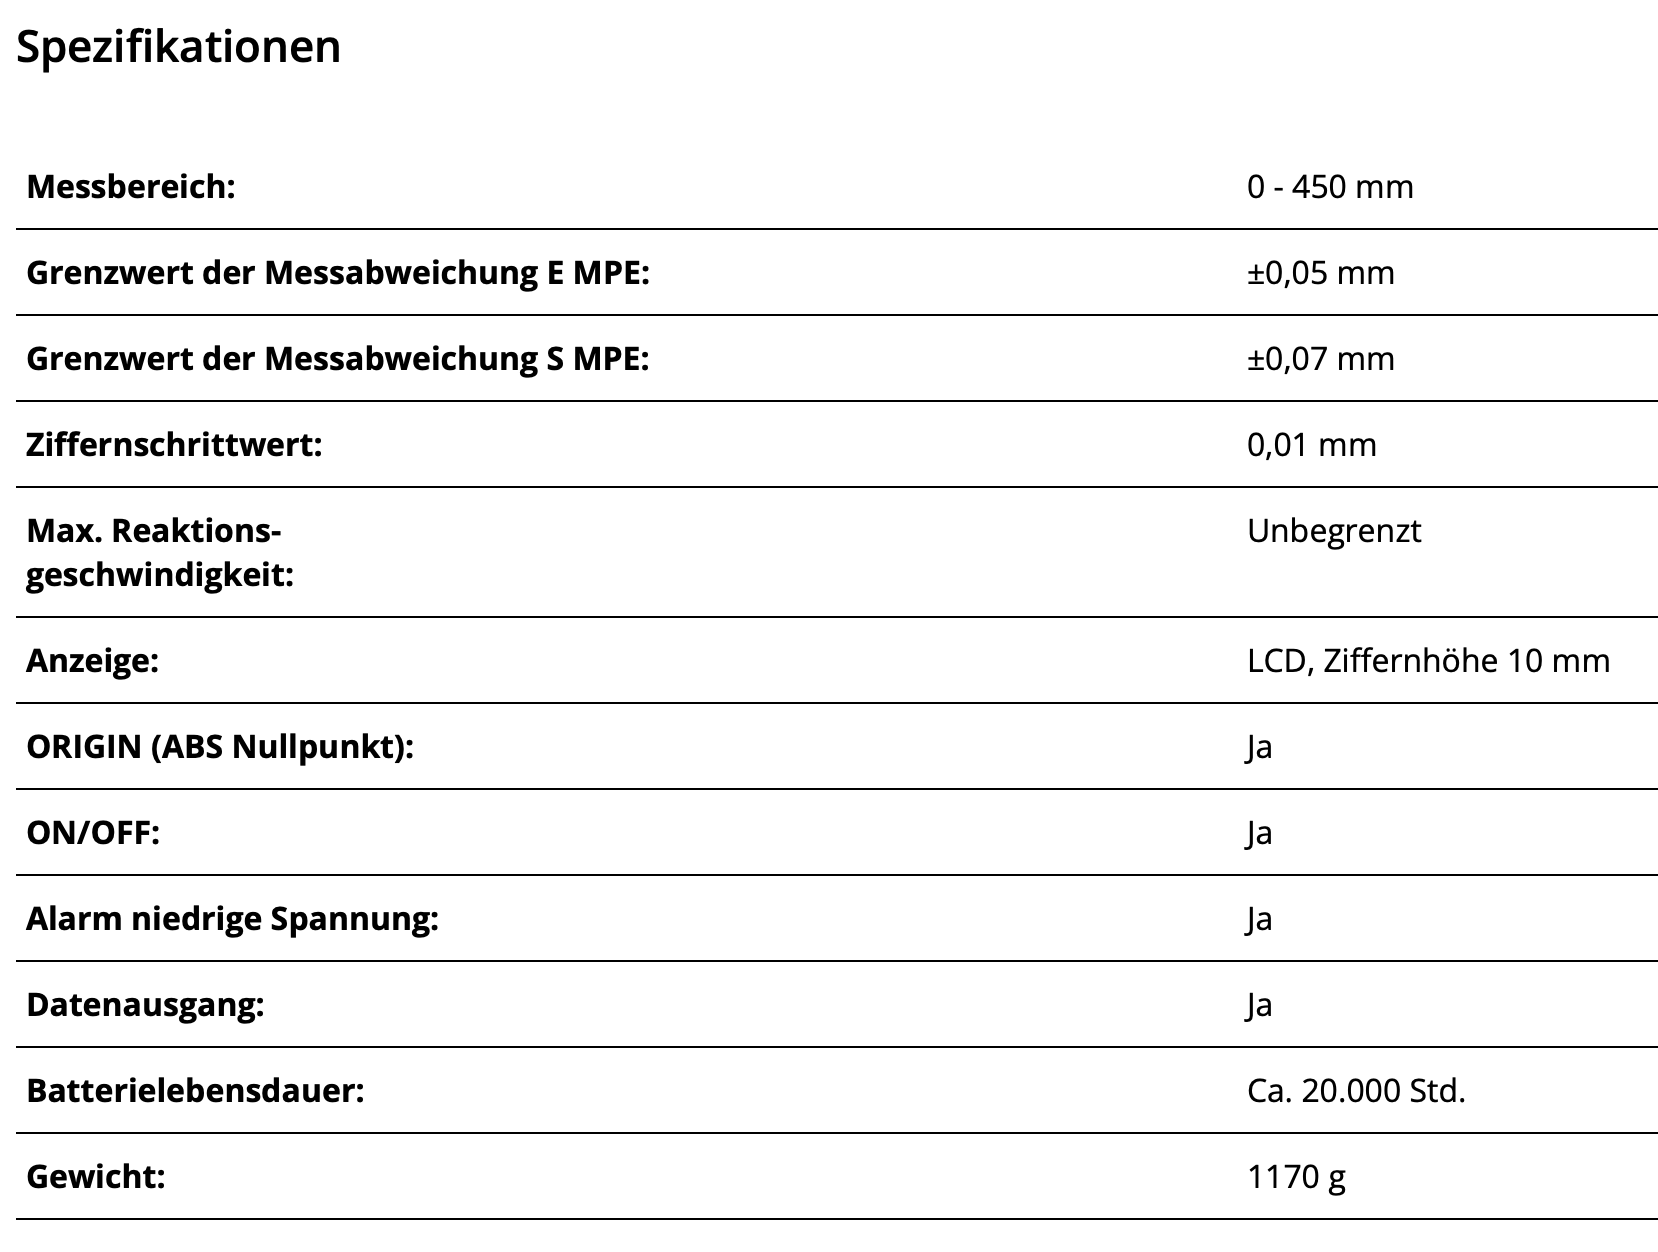 Spezifikationen
Messbereich: 0 - 450 mm
Grenzwert der Messabweichung E MPE: ±0,05 mm
Grenzwert der Messabweichung S MPE: ±0,07 mm
Ziffernschrittwert: 0,01 mm
Max. Reaktions- Unbegrenzt
geschwindigkeit:
Anzeige: LCD, Ziffernhöhe 10 mm
ORIGIN (ABS Nullpunkt): Ja
ON/OFF: Ja
Alarm niedrige Spannung: Ja
Datenausgang: Ja
Batterielebensdauer: Ca. 20.000 Std.
Gewicht: 1170 g